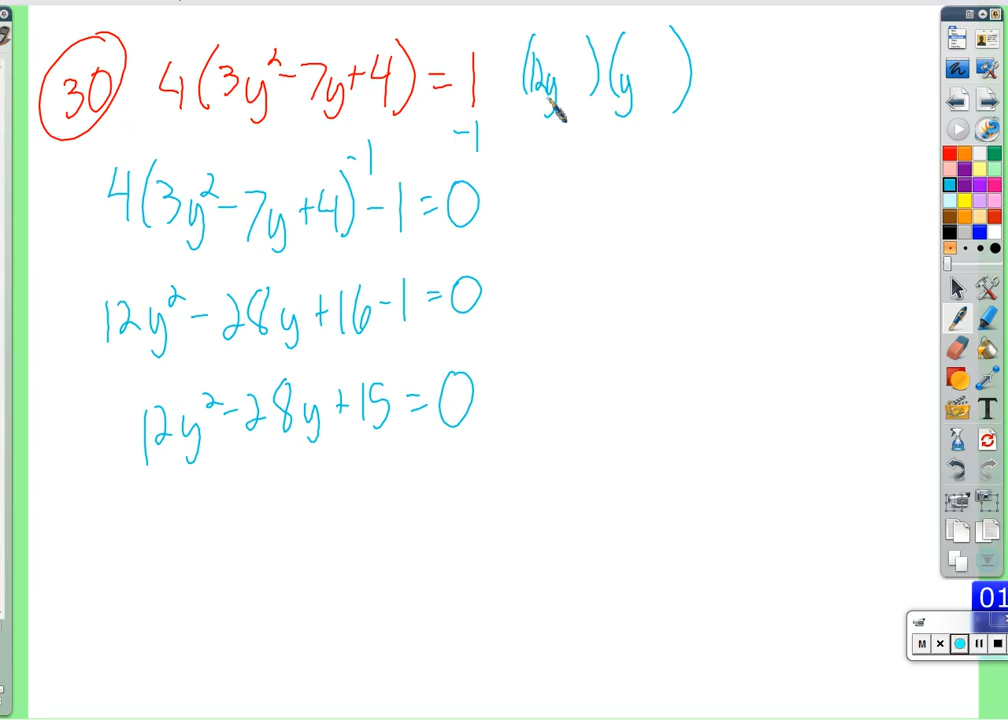 30 4(3y²-7y+4)=1 (12y )(y )
-1
4(3y²-7y+4)-1=0
-1
12y²-28y+16-1=0
12y²-28y+15=0
T
01
M